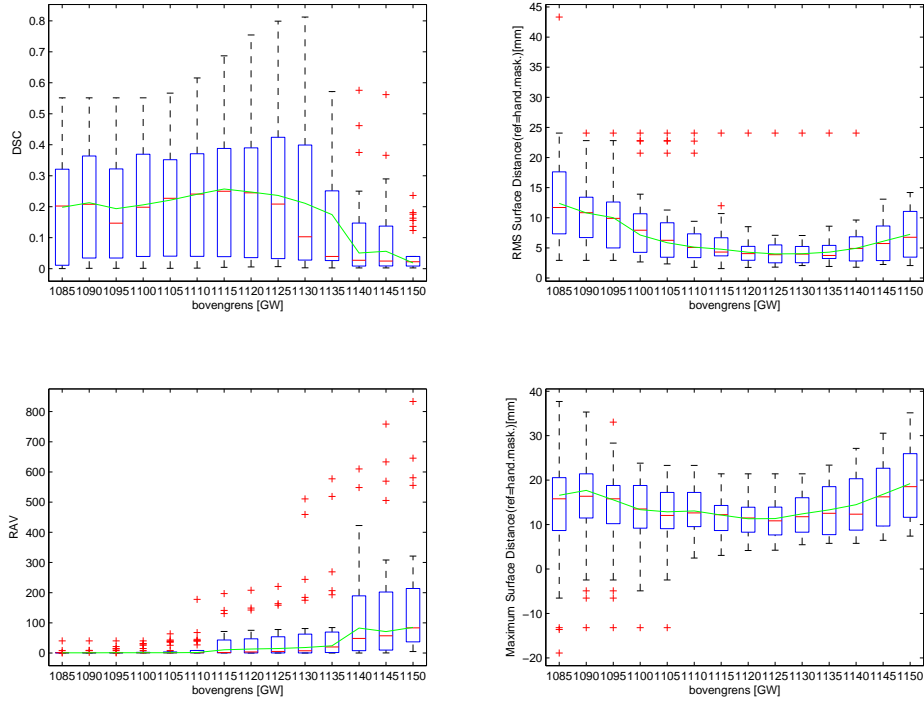 0.8
0.7
0.6
0.5
0.4
0.3
0.2
0.1
0
DSC
1085 1090 1095 1100 1105 1110 1115 1120 1125 1130 1135 1140 1145 1150
bovengrens [GW]
45
40
35
30
25
20
15
10
5
0
RMS Surface Distance(ref=hand.mask.)[mm]
1085 1090 1095 1100 1105 1110 1115 1120 1125 1130 1135 1140 1145 1150
bovengrens [GW]
800
700
600
500
400
300
200
100
0
RAV
1085 1090 1095 1100 1105 1110 1115 1120 1125 1130 1135 1140 1145 1150
bovengrens [GW]
40
30
20
10
0
−10
−20
Maximum Surface Distance(ref=hand.mask.)[mm]
1085 1090 1095 1100 1105 1110 1115 1120 1125 1130 1135 1140 1145 1150
bovengrens [GW]